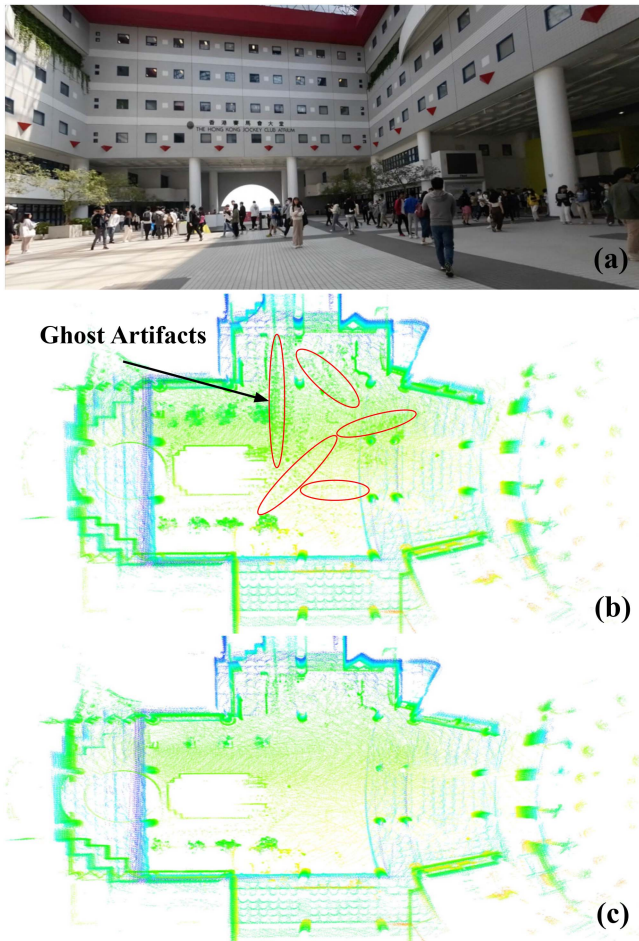 香港賽馬會大堂
THE HONG KONG JOCKEY CLUB ATRIUM
(a)
Ghost Artifacts
(b)
(c)